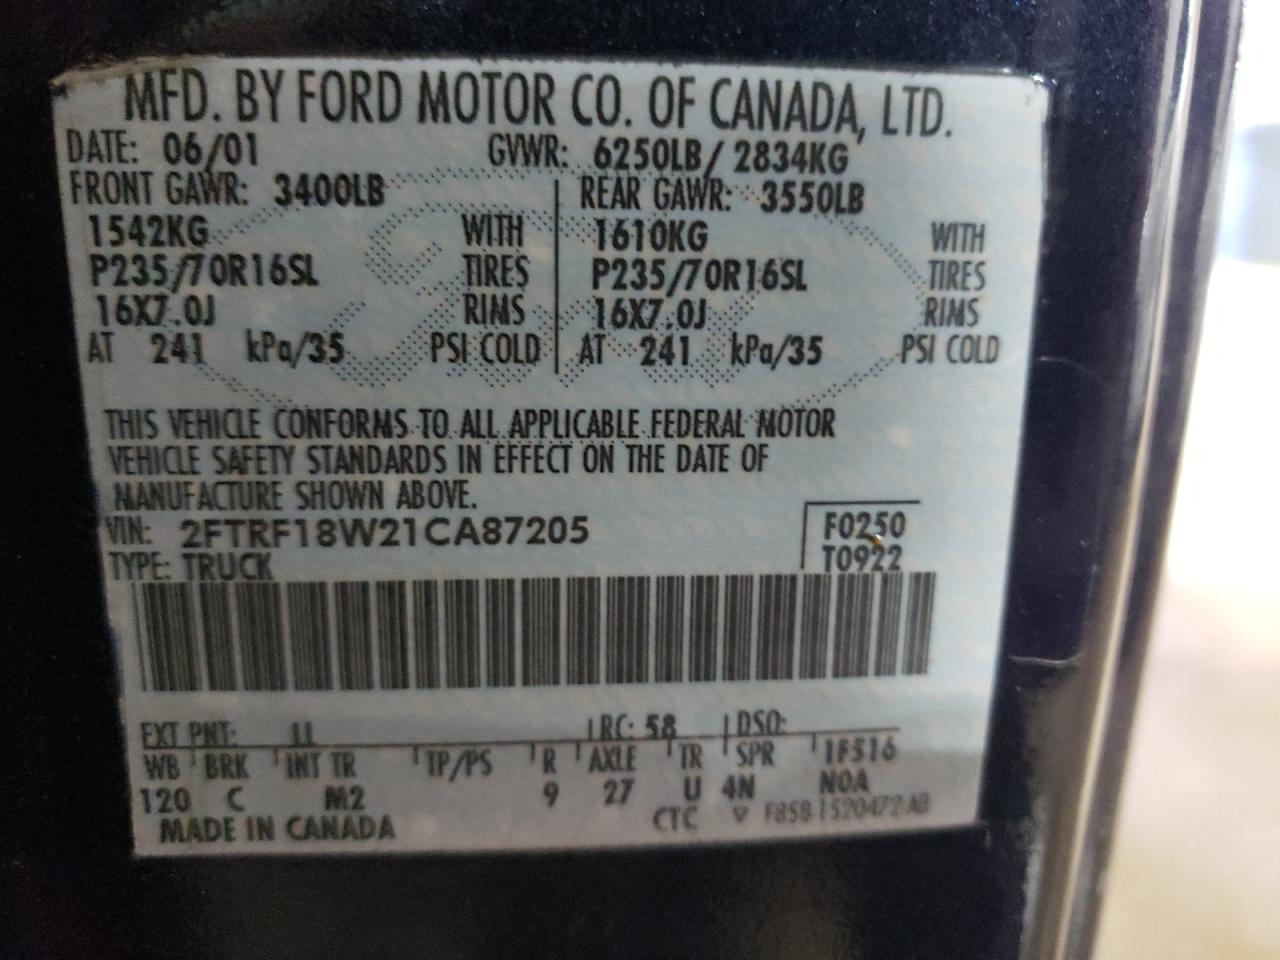 MFD. BY FORD MOTOR CO. OF CANADA, LTD.
DATE: 06/01 GVWR: 6250LB/ 2834KG
FRONT GAWR: 3400LB REAR GAWR: 3550LB
1542KG WITH 1610KG WITH
P235/70R16SL TIRES P235/70R16SL TIRES
16X7.0J RIMS 16X7.0J RIMS
AT 241 kPa/35 PSI COLD AT 241 kPa/35 PSI COLD
THIS VEHICLE CONFORMS TO ALL APPLICABLE FEDERAL MOTOR
VEHICLE SAFETY STANDARDS IN EFFECT ON THE DATE OF
MANUFACTURE SHOWN ABOVE.
VIN: 2FTRF18W21CA87205 F0250
TYPE: TRUCK T0922
EXT PNT: LL RC: 58 DSO:
WB BRK INT TR TP/PS R AXLE TR SPR 1F516
120 C M2 9 27 U 4N NOA
MADE IN CANADA CTC ▽ F85B-1520472-AB